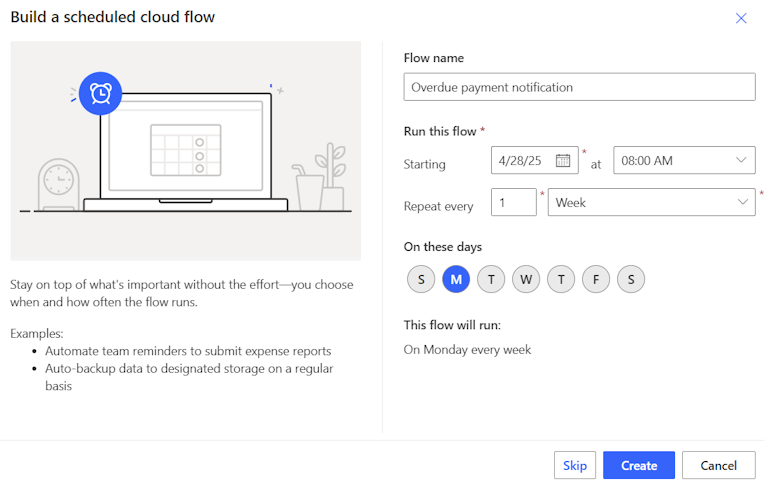 Build a scheduled cloud flow
Stay on top of what's important without the effort—you choose
when and how often the flow runs.
Examples:
• Automate team reminders to submit expense reports
• Auto-backup data to designated storage on a regular
basis
Flow name
Overdue payment notification
Run this flow *
Starting 4/28/25 * at 08:00 AM
Repeat every 1 * Week *
On these days
S M T W T F S
This flow will run:
On Monday every week
Skip Create Cancel